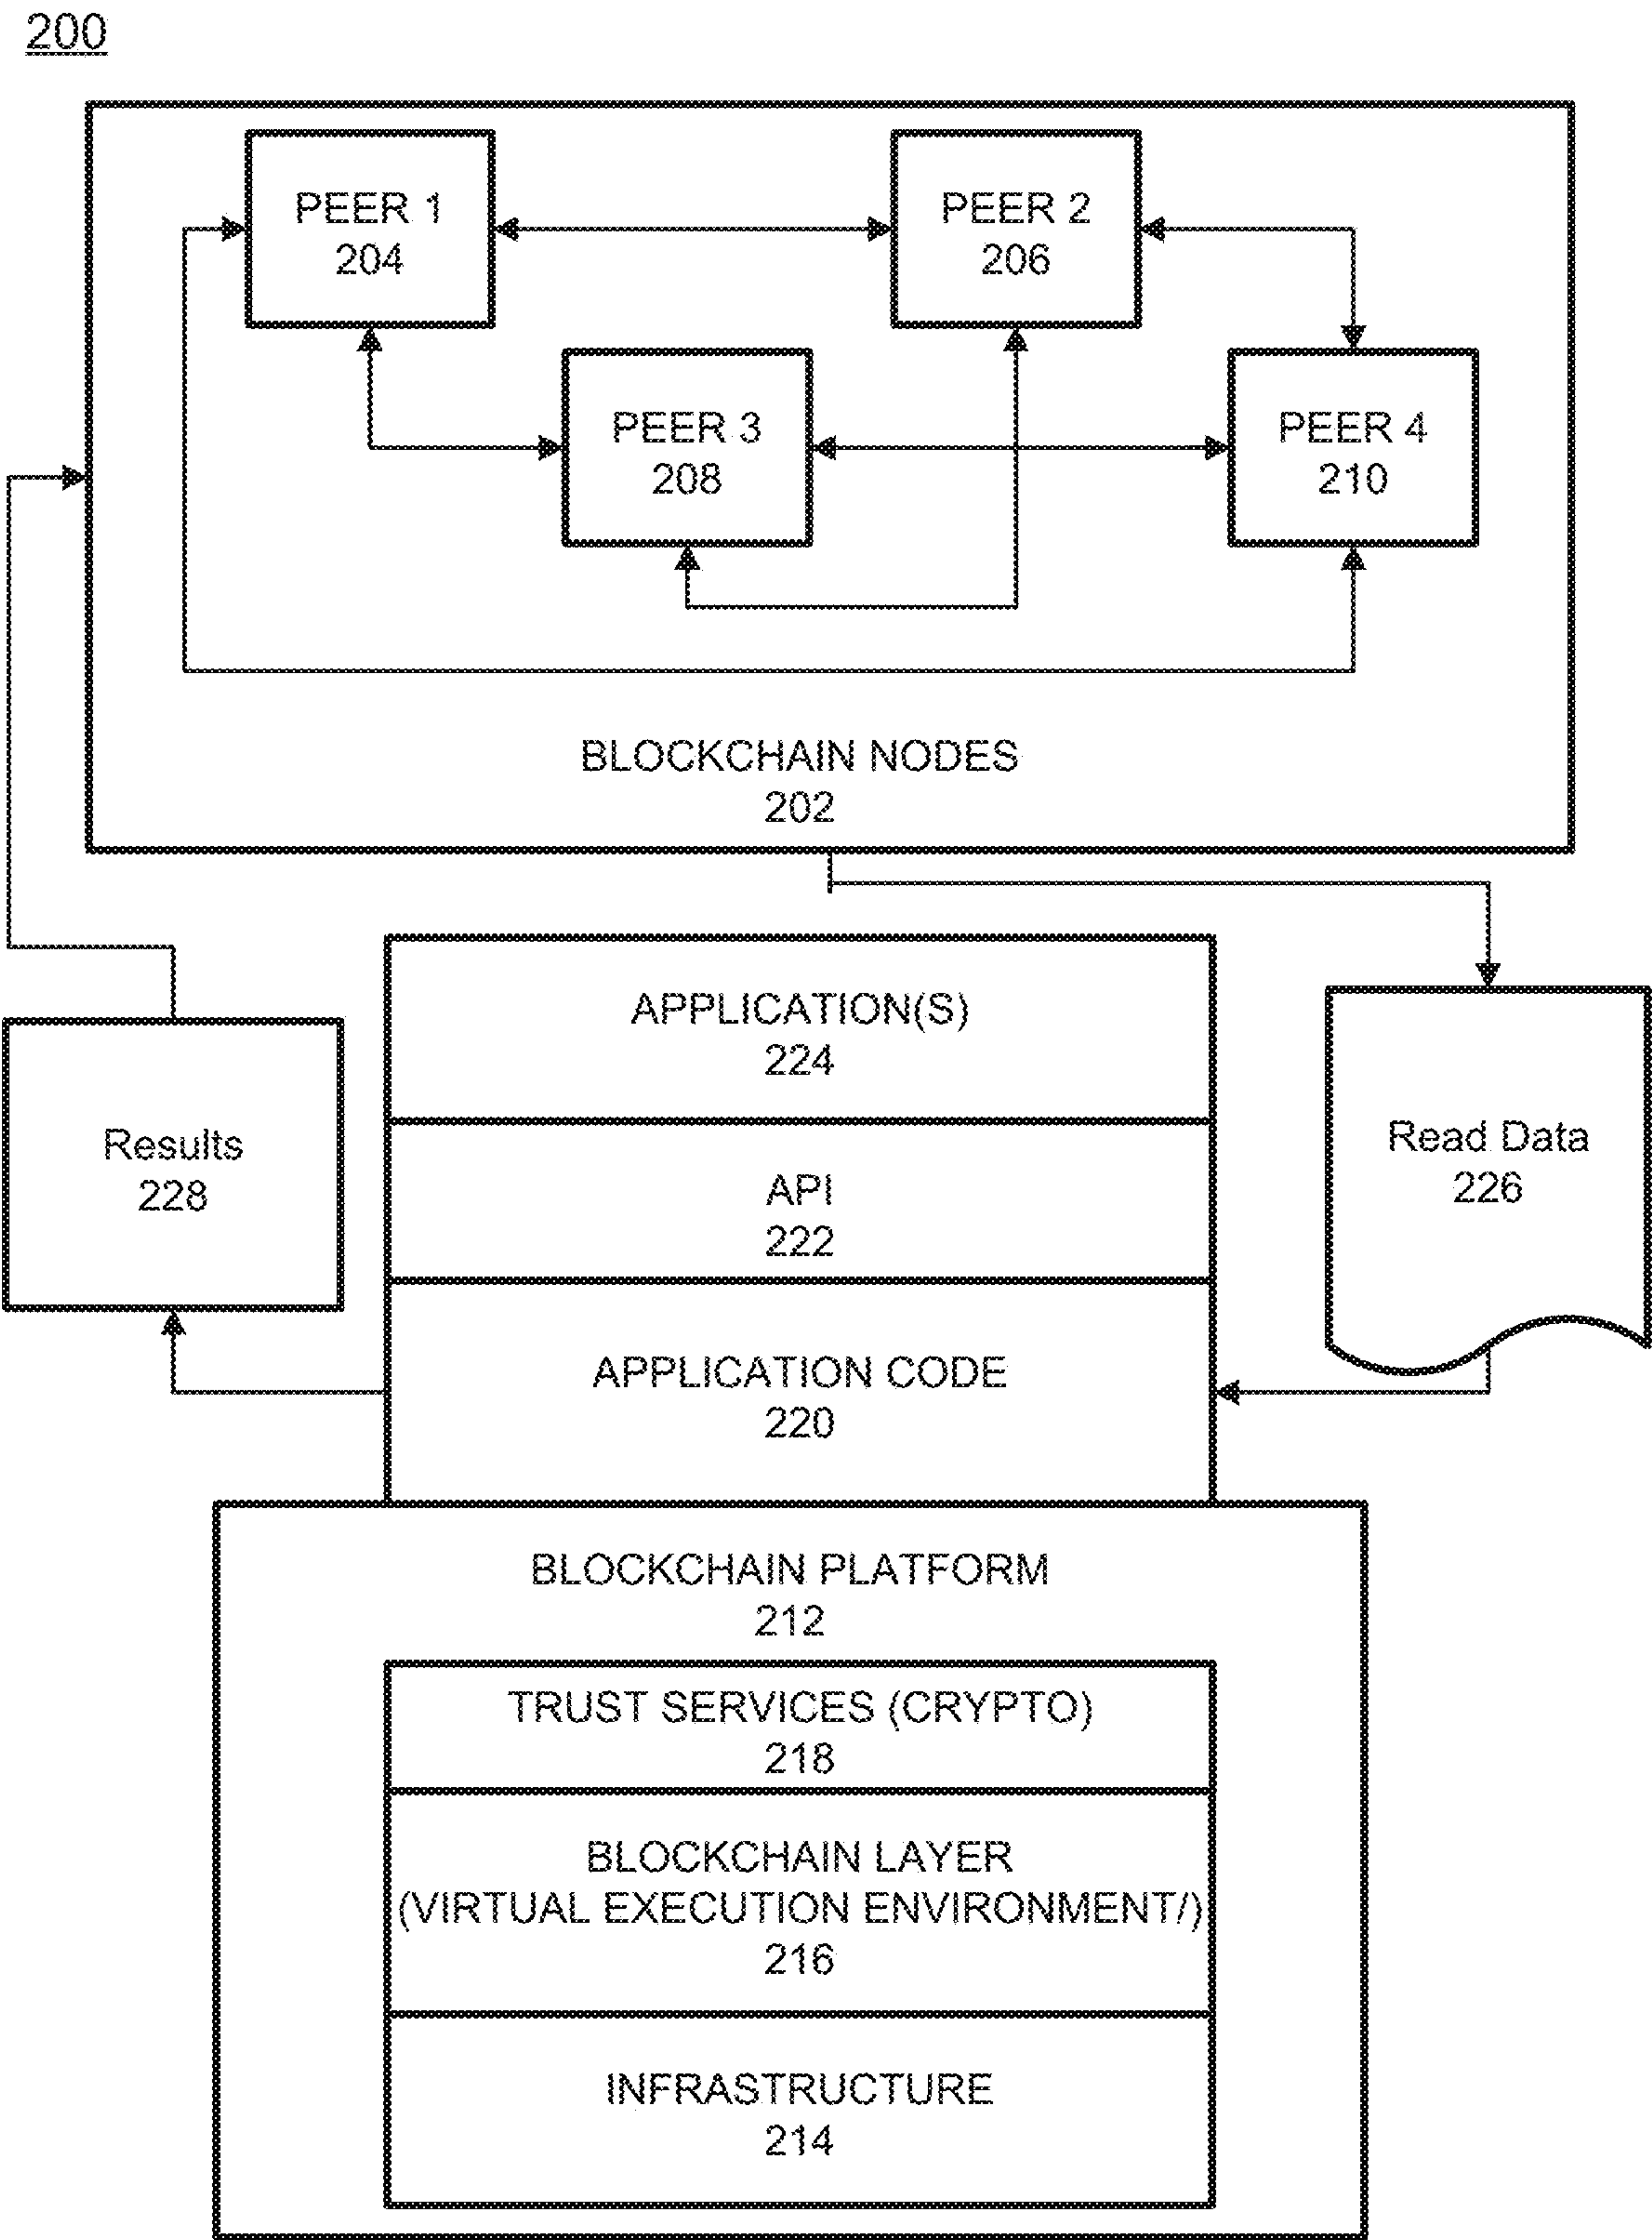 200
PEER 1
204
PEER 2
206
PEER 3
208
PEER 4
210
BLOCKCHAIN NODES
202
APPLICATION(S)
224
Results
228
API
222
Read Data
226
APPLICATION CODE
220
BLOCKCHAIN PLATFORM
212
TRUST SERVICES (CRYPTO)
218
BLOCKCHAIN LAYER
(VIRTUAL EXECUTION ENVIRONMENT/)
216
INFRASTRUCTURE
214